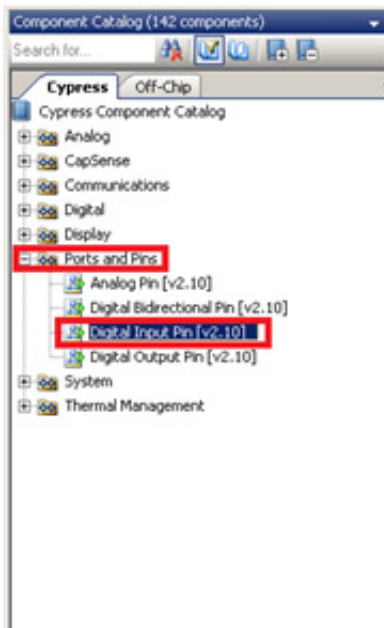 Component Catalog (142 components)
Search for...
Cypress Off-Chip
Cypress Component Catalog
Analog
CapSense
Communications
Digital
Display
Ports and Pins
Analog Pin [v2.10]
Digital Bidirectional Pin [v2.10]
Digital Input Pin [v2.10]
Digital Output Pin [v2.10]
System
Thermal Management